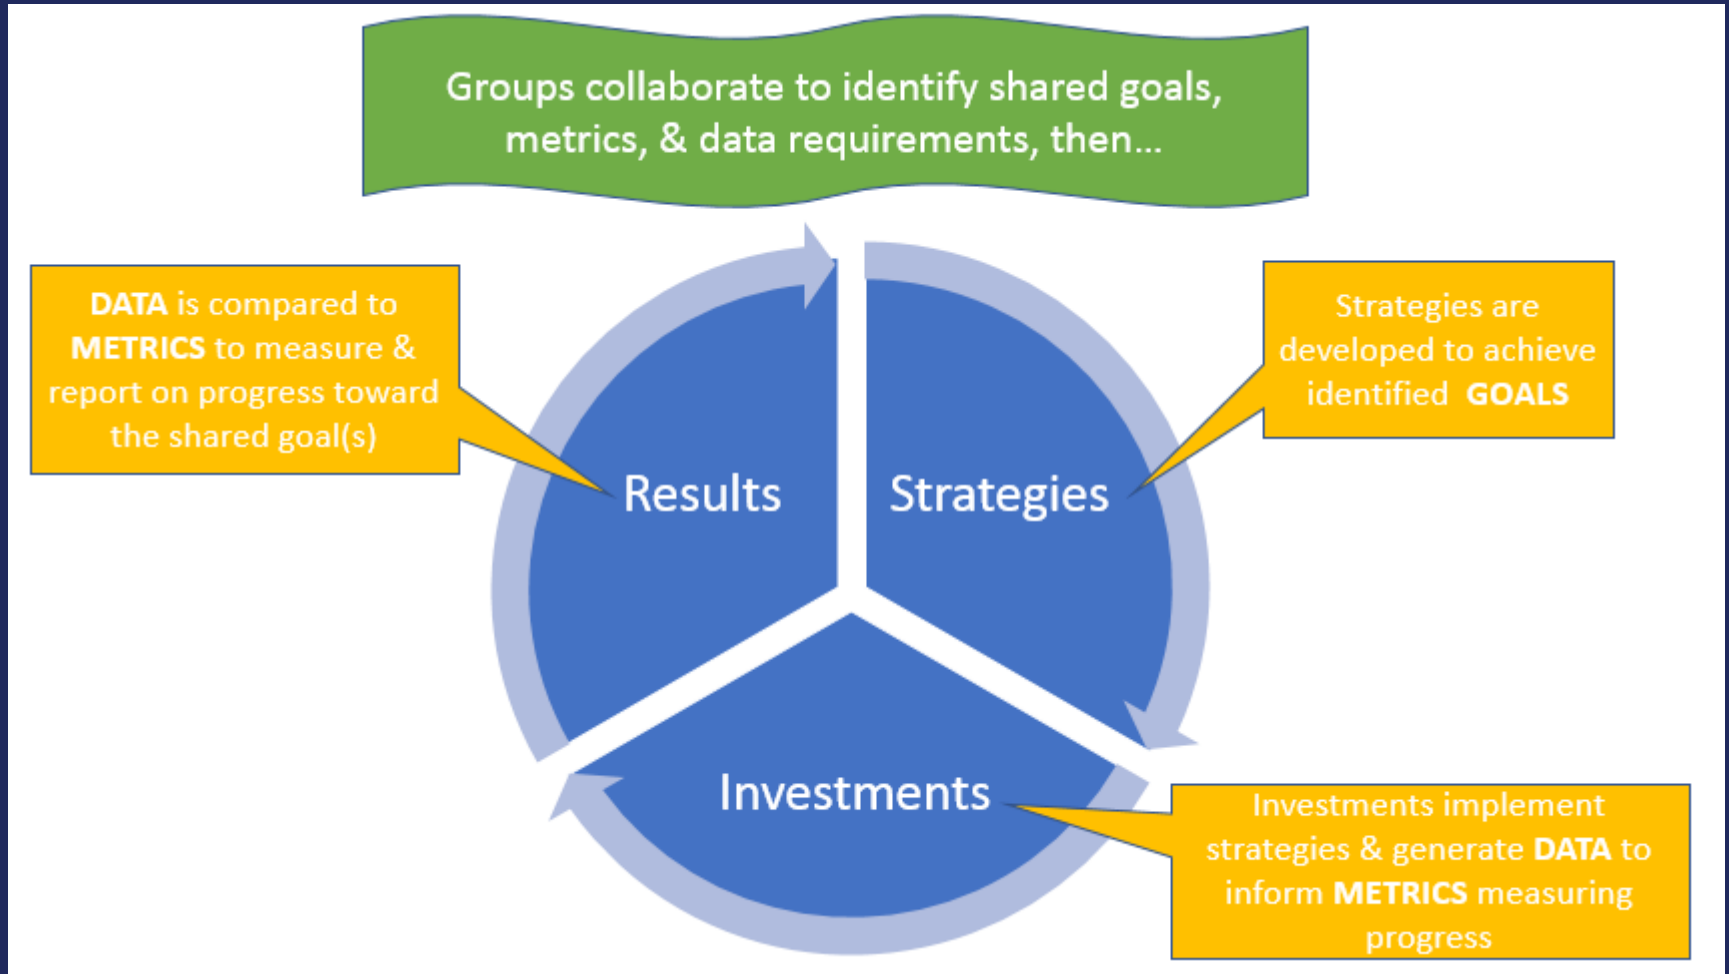 Groups collaborate to identify shared goals,
metrics, & data requirements, then...
DATA is compared to
METRICS to measure &
report on progress toward
the shared goal(s)
Strategies are
developed to achieve
identified GOALS
Results
Strategies
Investments
Investments implement
strategies & generate DATA to
inform METRICS measuring
progress